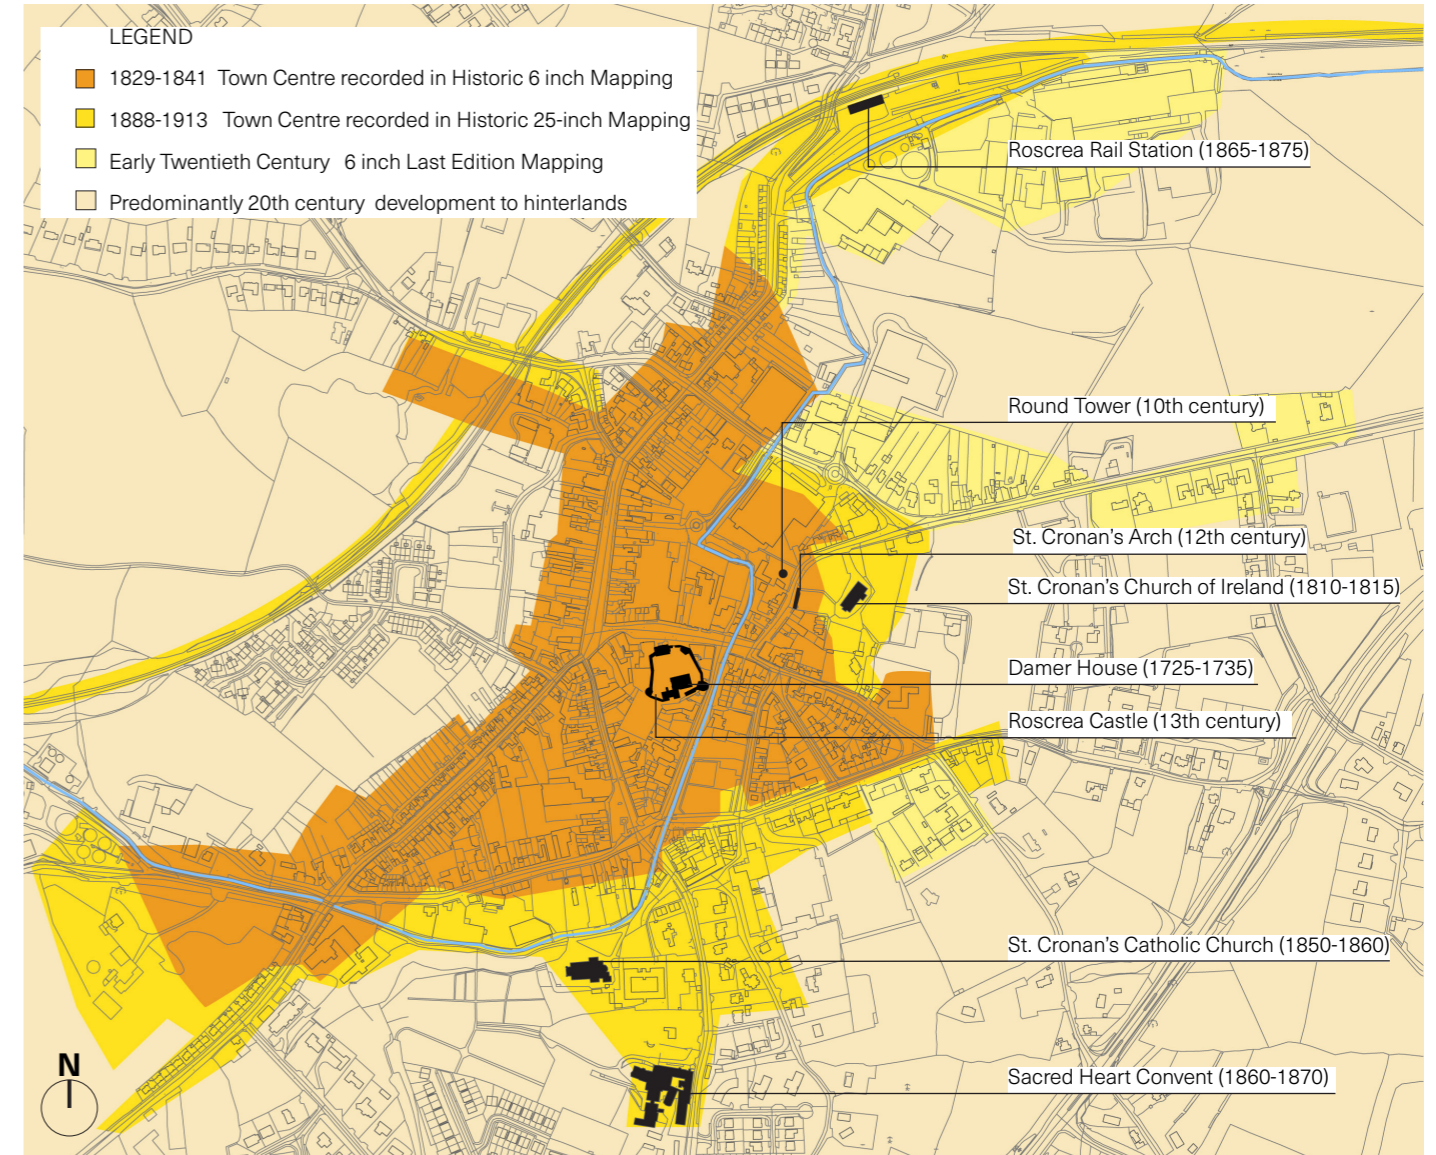 LEGEND
1829-1841 Town Centre recorded in Historic 6 inch Mapping
1888-1913 Town Centre recorded in Historic 25-inch Mapping
Early Twentieth Century 6 inch Last Edition Mapping
Predominantly 20th century development to hinterlands
Roscrea Rail Station (1865-1875)
Round Tower (10th century)
St. Cronan's Arch (12th century)
St. Cronan's Church of Ireland (1810-1815)
Damer House (1725-1735)
Roscrea Castle (13th century)
St. Cronan's Catholic Church (1850-1860)
Sacred Heart Convent (1860-1870)
N